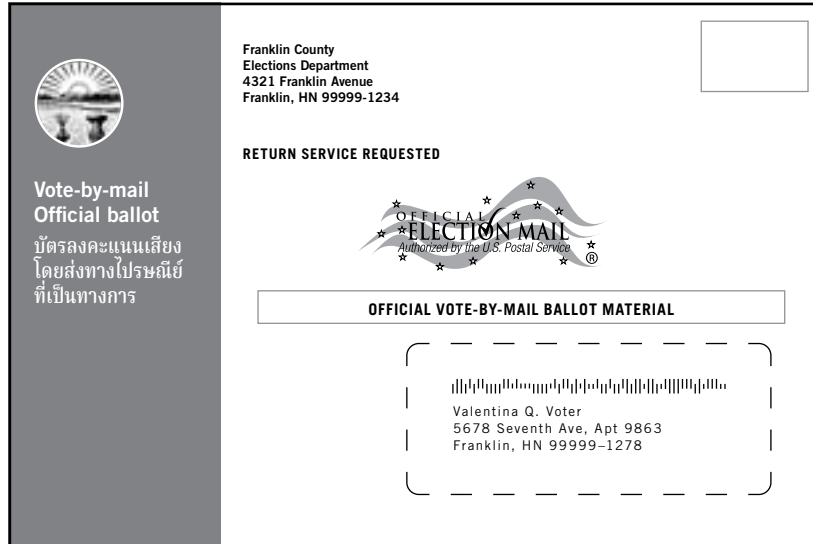 Vote-by-mail
Official ballot
บัตรลงคะแนนเสียง
โดยส่งทางไปรษณีย์
ที่เป็นทางการ
Franklin County
Elections Department
4321 Franklin Avenue
Franklin, HN 99999-1234
RETURN SERVICE REQUESTED
OFFICIAL
ELECTION MAIL
Authorized by the U.S. Postal Service
®
OFFICIAL VOTE-BY-MAIL BALLOT MATERIAL
Valentina Q. Voter
5678 Seventh Ave, Apt 9863
Franklin, HN 99999–1278